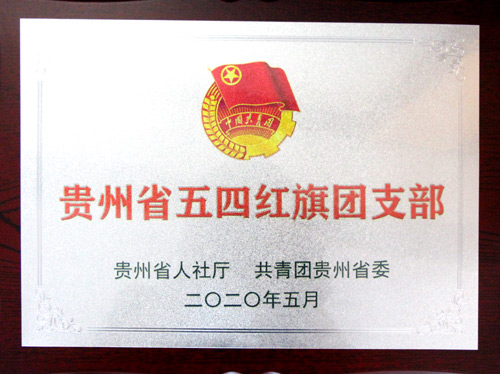 中国共青团
贵州省五四红旗团支部
贵州省人社厅 共青团贵州省委
二〇二〇年五月